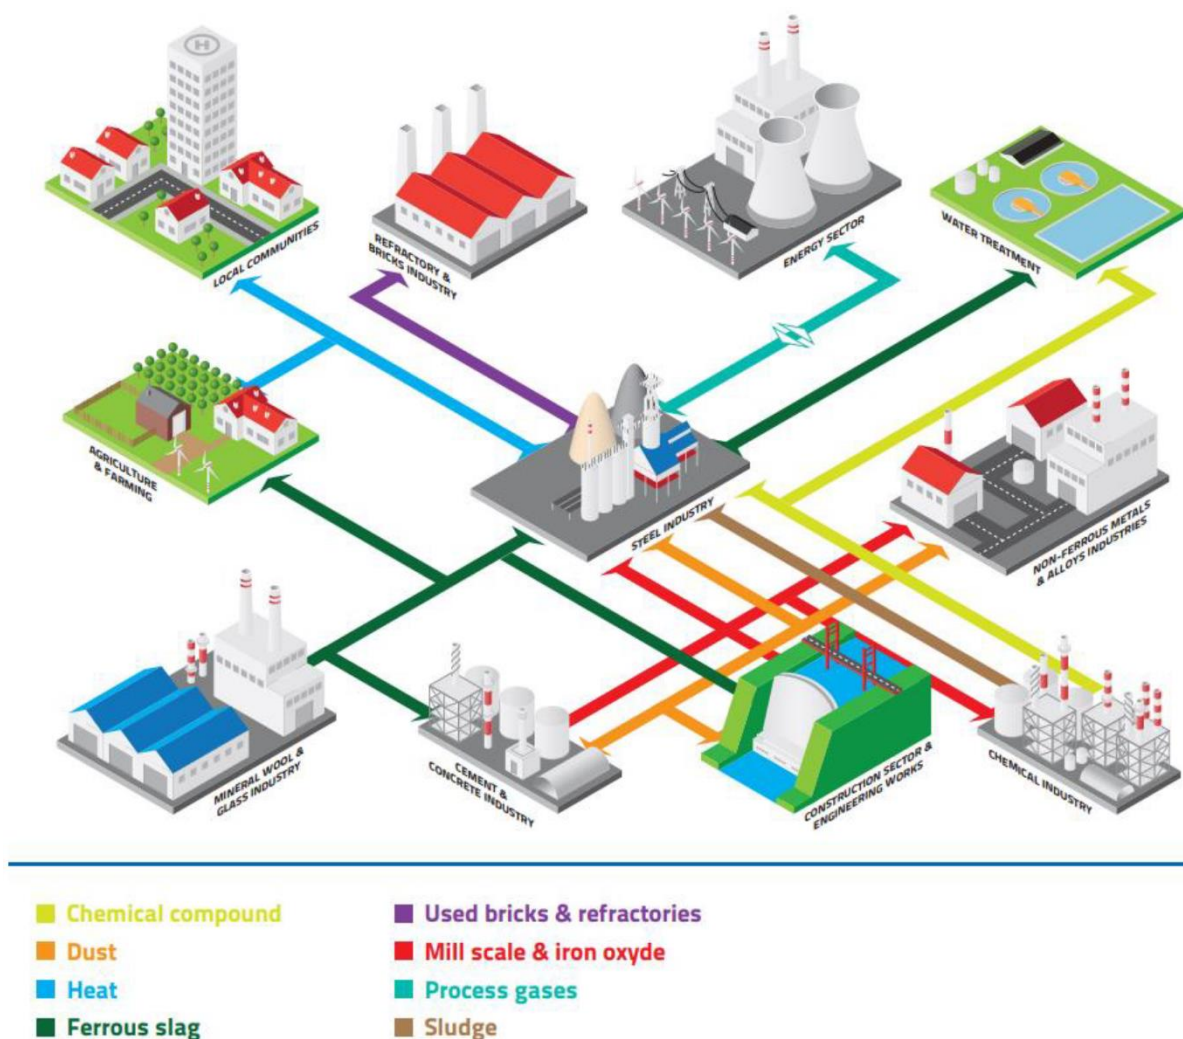 H
LOCAL COMMUNITIES
REFRACTORY &
BRICKS INDUSTRY
ENERGY SECTOR
WATER TREATMENT
AGRICULTURE
& FARMING
STEEL INDUSTRY
NON-FERROUS METALS
& ALLOYS INDUSTRIES
MINERAL WOOL &
GLASS INDUSTRY
CEMENT &
CONCRETE INDUSTRY
CONSTRUCTION SECTOR &
ENGINEERING WORKS
CHEMICAL INDUSTRY
Chemical compound
Dust
Heat
Ferrous slag
Used bricks & refractories
Mill scale & iron oxyde
Process gases
Sludge